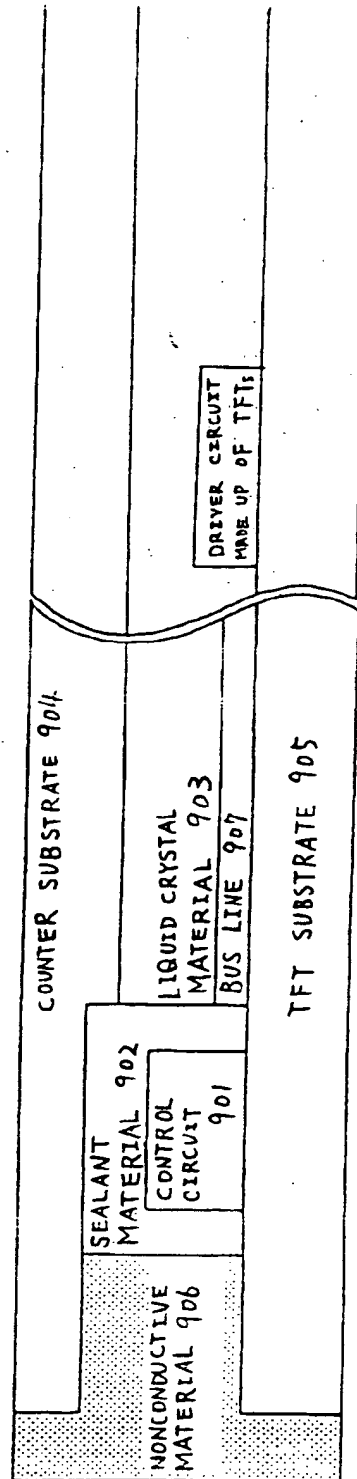 COUNTER SUBSTRATE 904
SEALANT
MATERIAL 902
CONTROL
CIRCUIT
901
LIQUID CRYSTAL
MATERIAL 903
BUS LINE 907
DRIVER CIRCUIT
MADE UP OF TFTs
NONCONDUCTIVE
MATERIAL 906
TFT SUBSTRATE 905